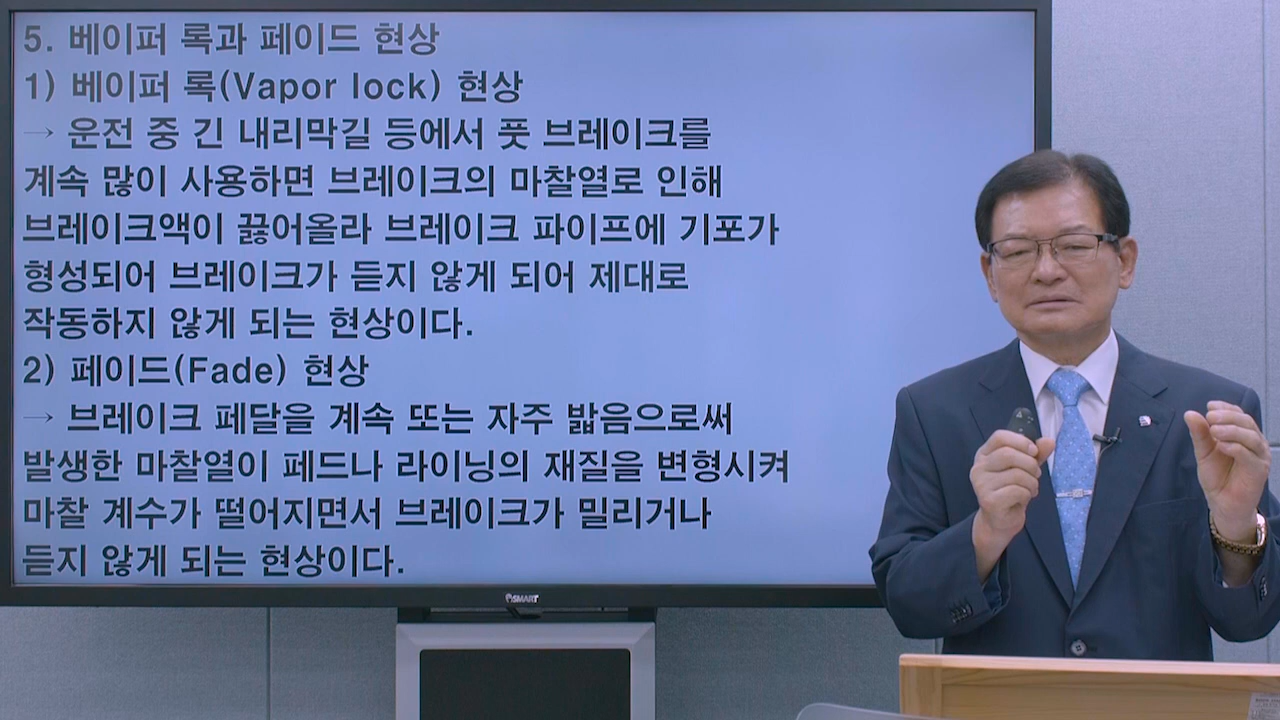 5. 베이퍼 록과 페이드 현상
1) 베이퍼 록(Vapor lock) 현상
→ 운전 중 긴 내리막길 등에서 풋 브레이크를
계속 많이 사용하면 브레이크의 마찰열로 인해
브레이크액이 끓어올라 브레이크 파이프에 기포가
형성되어 브레이크가 듣지 않게 되어 제대로
작동하지 않게 되는 현상이다.
2) 페이드(Fade) 현상
→ 브레이크 페달을 계속 또는 자주 밟음으로써
발생한 마찰열이 페드나 라이닝의 재질을 변형시켜
마찰 계수가 떨어지면서 브레이크가 밀리거나
듣지 않게 되는 현상이다.
SMART